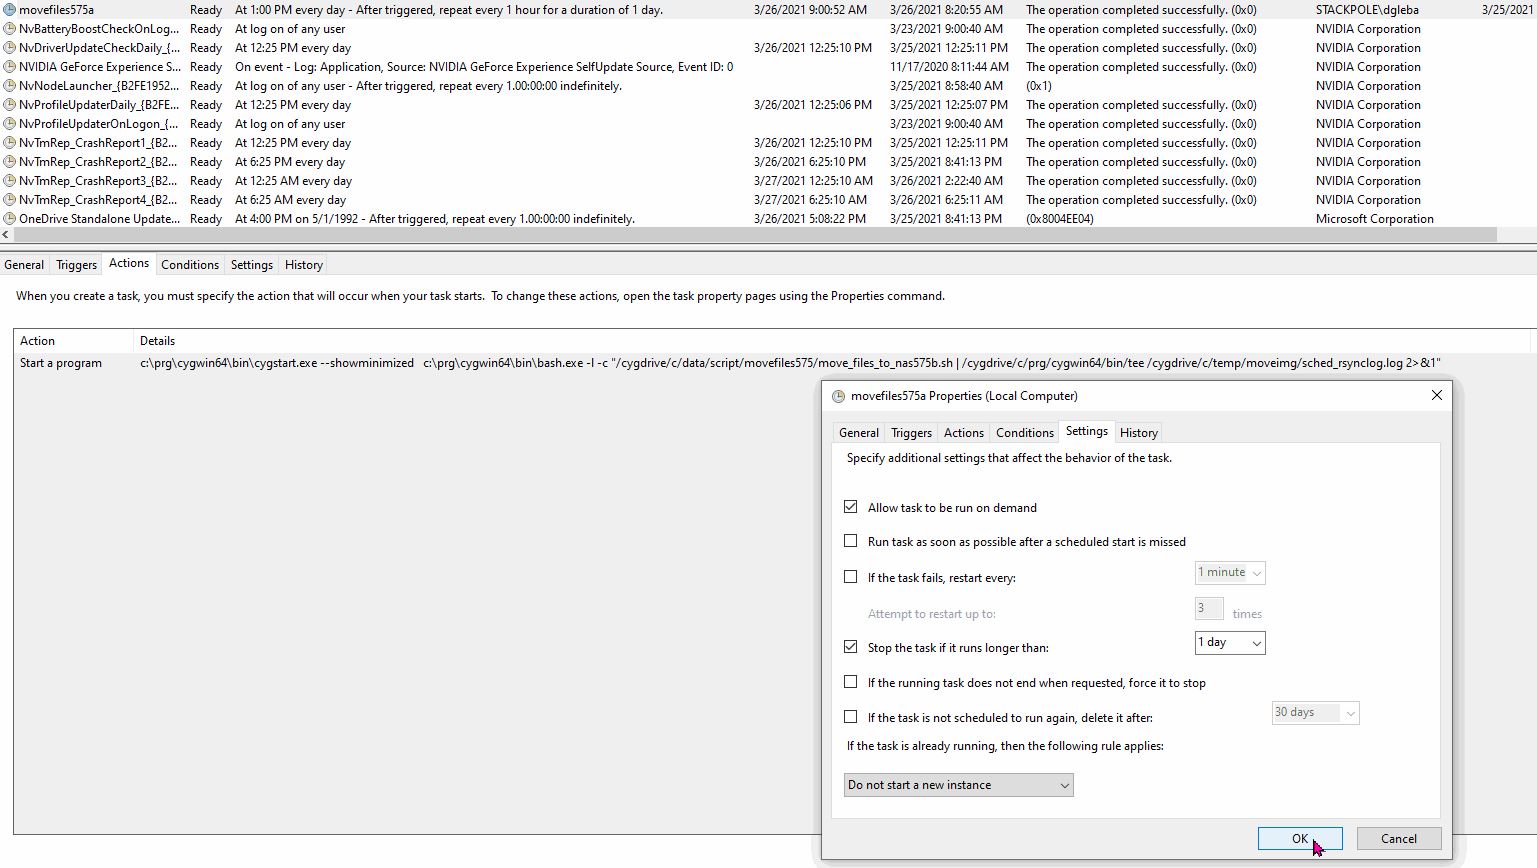 movefiles575a Ready At 1:00 PM every day - After triggered, repeat every 1 hour for a duration of 1 day. 3/26/2021 9:00:52 AM 3/26/2021 8:20:55 AM The operation completed successfully. (0x0) STACKPOLE\dgleba 3/25/2021
NvBatteryBoostCheckOnLog... Ready At log on of any user 3/23/2021 9:00:40 AM The operation completed successfully. (0x0) NVIDIA Corporation
NvDriverUpdateCheckDaily_{... Ready At 12:25 PM every day 3/26/2021 12:25:10 PM 3/25/2021 12:25:11 PM The operation completed successfully. (0x0) NVIDIA Corporation
NVIDIA GeForce Experience S... Ready On event - Log: Application, Source: NVIDIA GeForce Experience SelfUpdate Source, Event ID: 0 11/17/2020 8:11:44 AM The operation completed successfully. (0x0) NVIDIA Corporation
NvNodeLauncher_{B2FE1952... Ready At log on of any user - After triggered, repeat every 1.00:00:00 indefinitely. 3/25/2021 8:58:40 AM (0x1) NVIDIA Corporation
NvProfileUpdaterDaily_{B2FE... Ready At 12:25 PM every day 3/26/2021 12:25:06 PM 3/25/2021 12:25:07 PM The operation completed successfully. (0x0) NVIDIA Corporation
NvProfileUpdaterOnLogon_{... Ready At log on of any user 3/23/2021 9:00:40 AM The operation completed successfully. (0x0) NVIDIA Corporation
NvTmRep_CrashReport1_{B2... Ready At 12:25 PM every day 3/26/2021 12:25:10 PM 3/25/2021 12:25:11 PM The operation completed successfully. (0x0) NVIDIA Corporation
NvTmRep_CrashReport2_{B2... Ready At 6:25 PM every day 3/26/2021 6:25:10 PM 3/25/2021 8:41:13 PM The operation completed successfully. (0x0) NVIDIA Corporation
NvTmRep_CrashReport3_{B2... Ready At 12:25 AM every day 3/27/2021 12:25:10 AM 3/26/2021 2:22:40 AM The operation completed successfully. (0x0) NVIDIA Corporation
NvTmRep_CrashReport4_{B2... Ready At 6:25 AM every day 3/27/2021 6:25:10 AM 3/26/2021 6:25:11 AM The operation completed successfully. (0x0) NVIDIA Corporation
OneDrive Standalone Update... Ready At 4:00 PM on 5/1/1992 - After triggered, repeat every 1.00:00:00 indefinitely. 3/26/2021 5:08:22 PM 3/25/2021 8:41:13 PM (0x8004EE04) Microsoft Corporation
General Triggers Actions Conditions Settings History
When you create a task, you must specify the action that will occur when your task starts. To change these actions, open the task property pages using the Properties command.
Action Details
Start a program c:\prg\cygwin64\bin\cygstart.exe --showminimized c:\prg\cygwin64\bin\bash.exe -l -c "/cygdrive/c/data/script/movefiles575/move_files_to_nas575b.sh | /cygdrive/c/prg/cygwin64/bin/tee /cygdrive/c/temp/moveimg/sched_rsynclog.log 2>&1"
movefiles575a Properties (Local Computer)
General Triggers Actions Conditions Settings History
Specify additional settings that affect the behavior of the task.
Allow task to be run on demand
Run task as soon as possible after a scheduled start is missed
If the task fails, restart every: 1 minute
Attempt to restart up to: 3 times
Stop the task if it runs longer than: 1 day
If the running task does not end when requested, force it to stop
If the task is not scheduled to run again, delete it after: 30 days
If the task is already running, then the following rule applies:
Do not start a new instance
OK Cancel